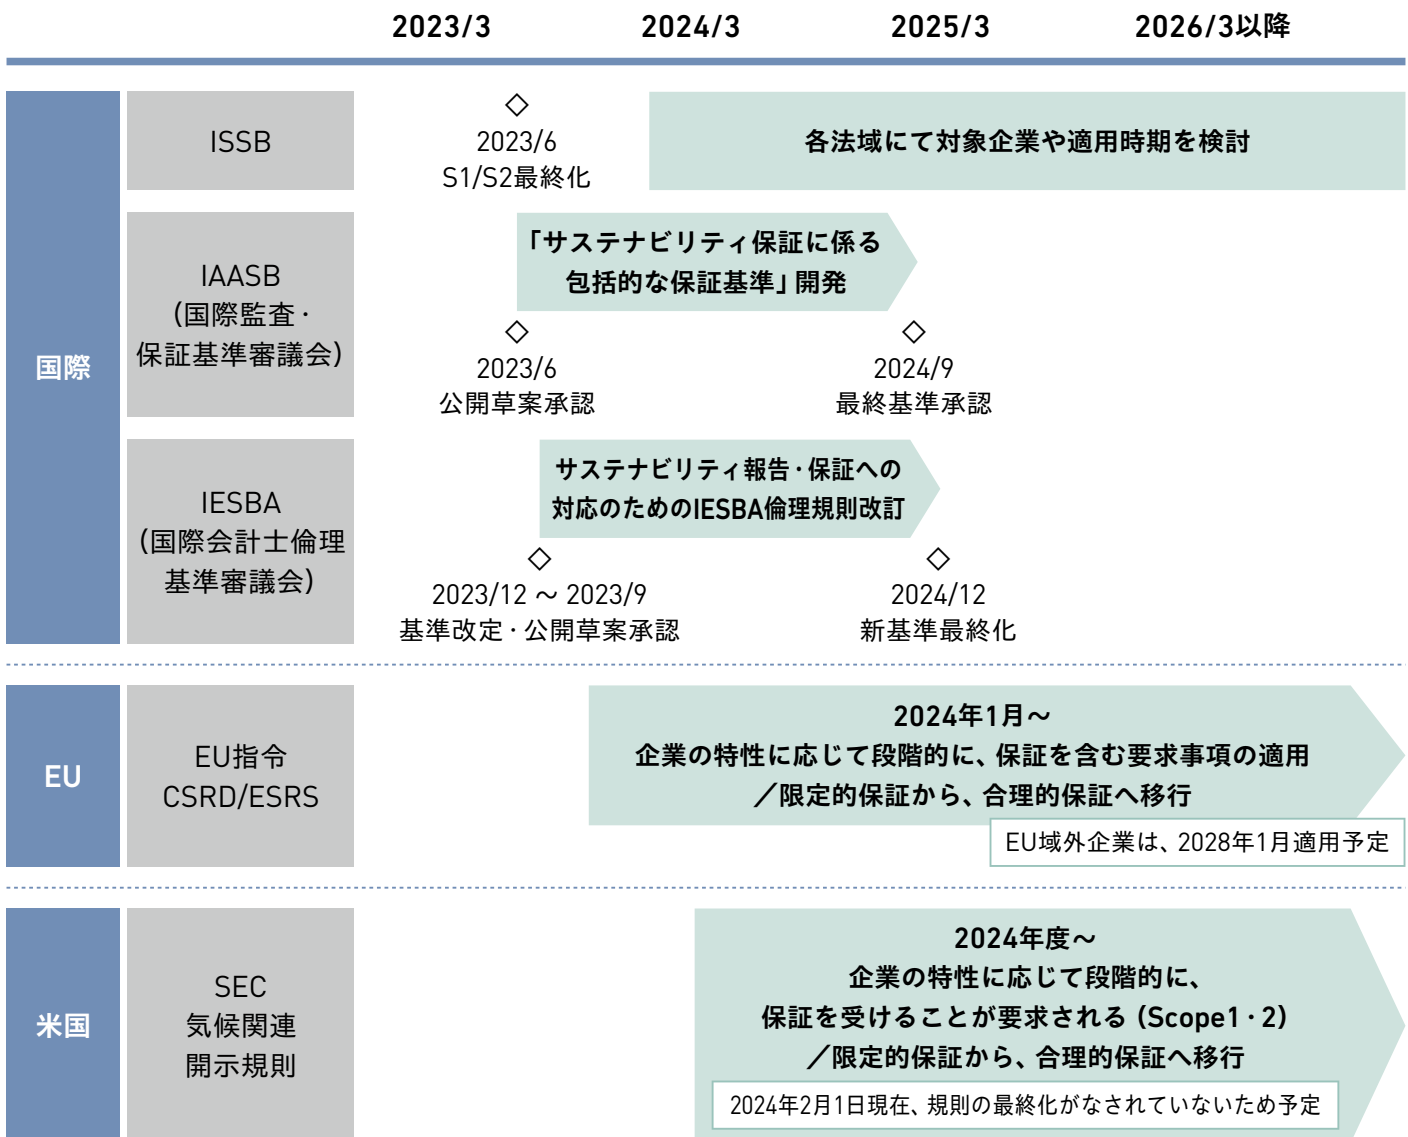 2023/3 2024/3 2025/3 2026/3以降
国際
ISSB
◇
2023/6
S1/S2最終化
各法域にて対象企業や適用時期を検討
IAASB
(国際監査・
保証基準審議会)
「サステナビリティ保証に係る
包括的な保証基準」開発
◇
2023/6
公開草案承認
◇
2024/9
最終基準承認
IESBA
(国際会計士倫理
基準審議会)
サステナビリティ報告・保証への
対応のためのIESBA倫理規則改訂
◇
2023/12 ～ 2023/9
基準改定・公開草案承認
◇
2024/12
新基準最終化
EU
EU指令
CSRD/ESRS
2024年1月～
企業の特性に応じて段階的に、保証を含む要求事項の適用
／限定的保証から、合理的保証へ移行
EU域外企業は、2028年1月適用予定
米国
SEC
気候関連
開示規則
2024年度～
企業の特性に応じて段階的に、
保証を受けることが要求される（Scope1・2）
／限定的保証から、合理的保証へ移行
2024年2月1日現在、規則の最終化がなされていないため予定